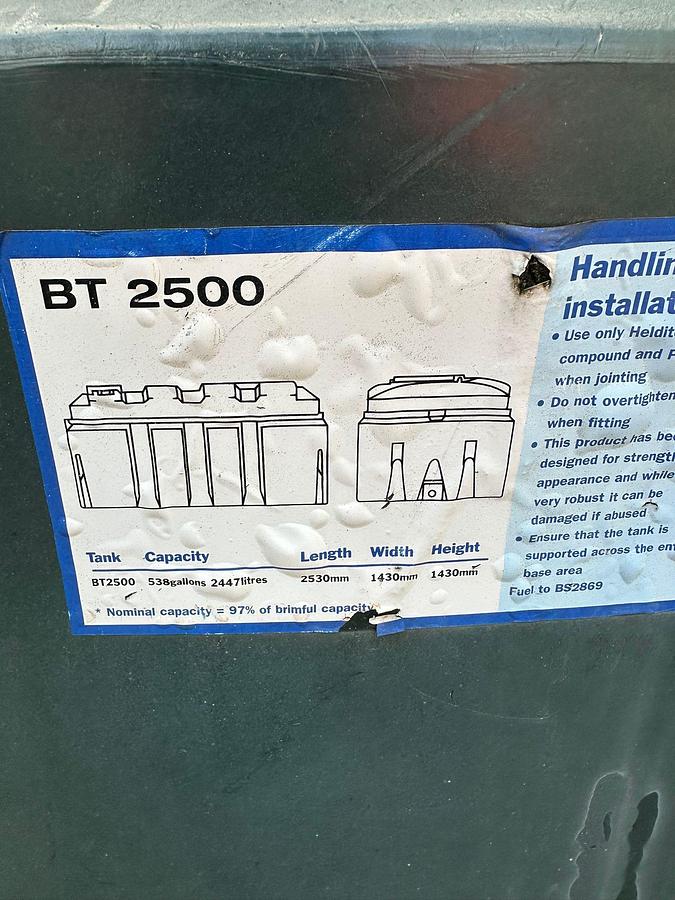 BT 2500
Tank Capacity Length Width Height
BT2500 538gallons 2447litres 2530mm 1430mm 1430mm
* Nominal capacity = 97% of brimful capacity
Handlin
installat
• Use only Heldit
compound and P
when jointing
• Do not overtighten
when fitting
• This product has bee
designed for strengt
appearance and while
very robust it can be
damaged if abused
• Ensure that the tank is
supported across the en
base area
Fuel to BS2869